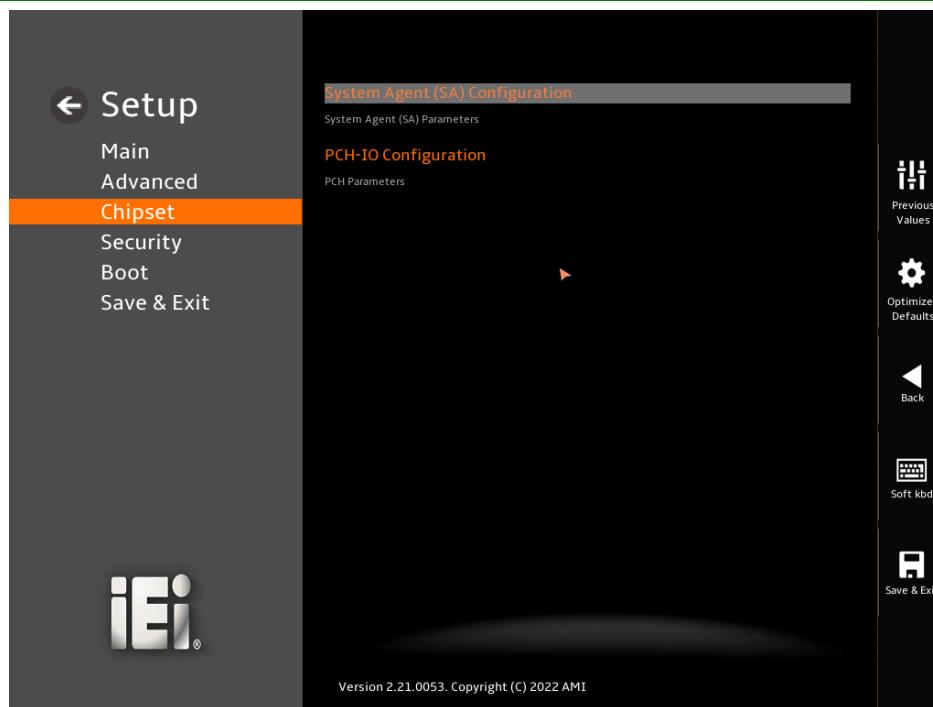 Setup
Main
Advanced
Chipset
Security
Boot
Save & Exit
System Agent (SA) Configuration
System Agent (SA) Parameters
PCH-IO Configuration
PCH Parameters
Previous
Values
Optimize
Defaults
Back
Soft kbd
Save & Exi
iEi
®
Version 2.21.0053. Copyright (C) 2022 AMI